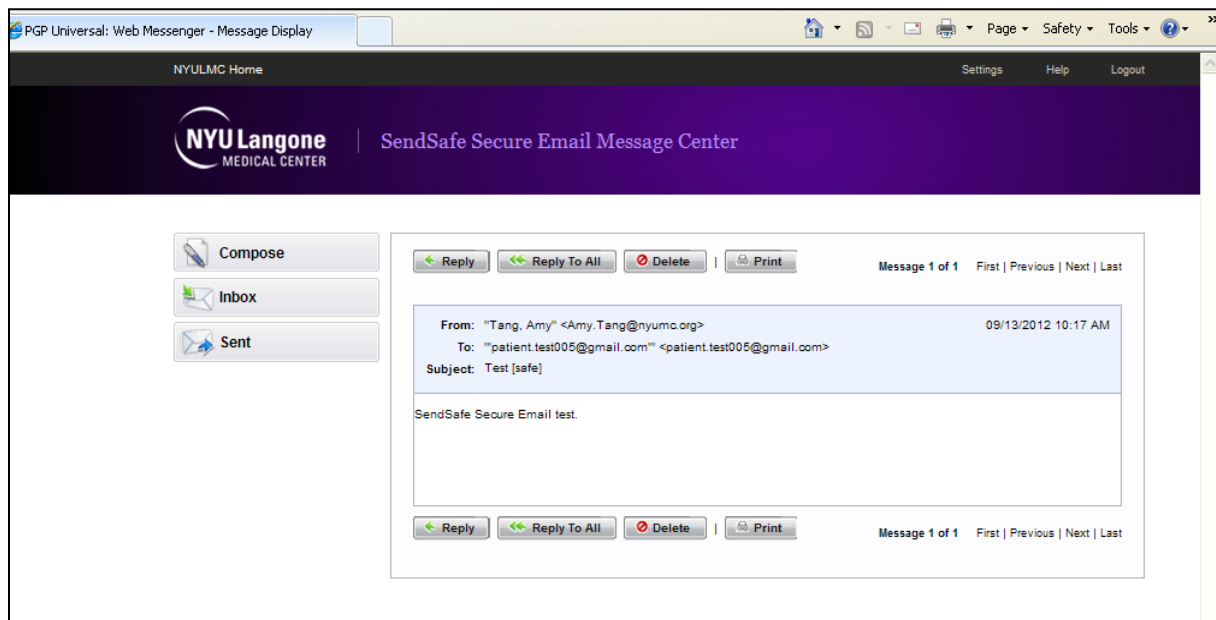 PGP Universal: Web Messenger - Message Display
Page Safety Tools
NYULMC Home Settings Help Logout
NYU Langone
MEDICAL CENTER
SendSafe Secure Email Message Center
Compose
Inbox
Sent
Reply Reply To All Delete | Print Message 1 of 1 First | Previous | Next | Last
From: "Tang, Amy" <Amy.Tang@nyumc.org> 09/13/2012 10:17 AM
To: "'patient.test005@gmail.com'" <patient.test005@gmail.com>
Subject: Test [safe]
SendSafe Secure Email test.
Reply Reply To All Delete | Print Message 1 of 1 First | Previous | Next | Last